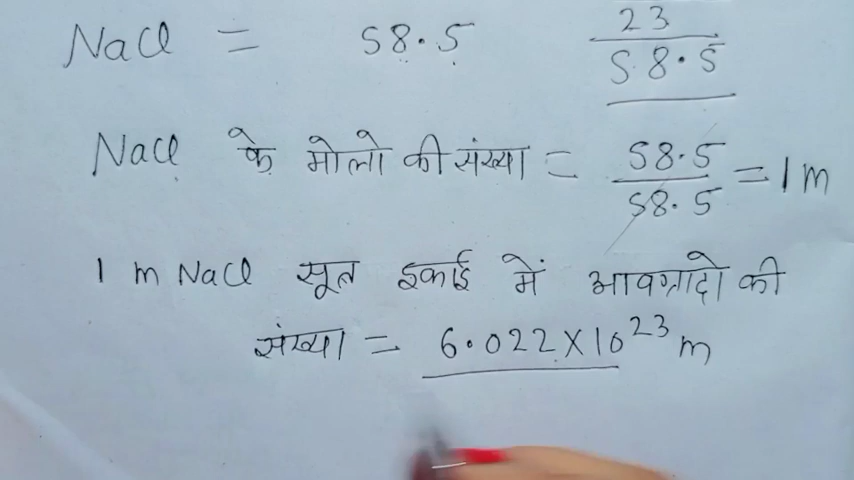 NaCl = 58.5 23/58.5
NaCl के मोलो की संख्या = 58.5/58.5 = 1 m
1 m NaCl सूत्र इकाई में आवग्रादो की
संख्या = 6.022 × 10²³ m